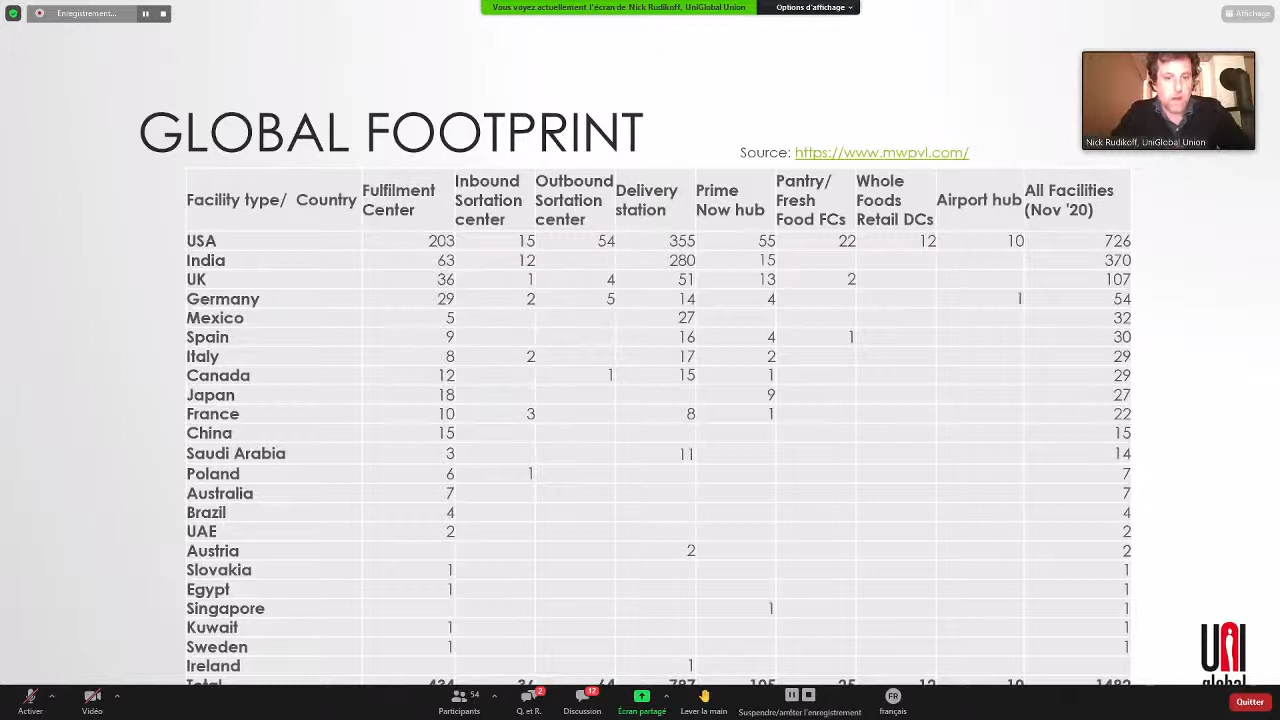 Enregistrement...
Vous voyez actuellement l'écran de Nick Rudikoff, UniGlobal Union
Options d'affichage
Affichage
Nick Rudikoff, UniGlobal Union
GLOBAL FOOTPRINT
Source: https://www.mwpvl.com/
Facility type/ Country Fulfilment Center Inbound Sortation center Outbound Sortation center Delivery station Prime Now hub Pantry/ Fresh Food FCs Whole Foods Retail DCs Airport hub All Facilities (Nov '20)
USA 203 15 54 355 55 22 12 10 726
India 63 12 280 15 370
UK 36 1 4 51 13 2 107
Germany 29 2 5 14 4 1 54
Mexico 5 27 32
Spain 9 16 4 1 30
Italy 8 2 17 2 29
Canada 12 1 15 1 29
Japan 18 9 27
France 10 3 8 1 22
China 15 15
Saudi Arabia 3 11 14
Poland 6 1 7
Australia 7 7
Brazil 4 4
UAE 2 2
Austria 2 2
Slovakia 1 1
Egypt 1 1
Singapore 1 1
Kuwait 1 1
Sweden 1 1
Ireland 1
UNI
global
Activer
Vidéo
54
Participants
2
Q. et R.
12
Discussion
Écran partagé
Lever la main
Suspendre/arrêter l'enregistrement
FR
français
Quitter